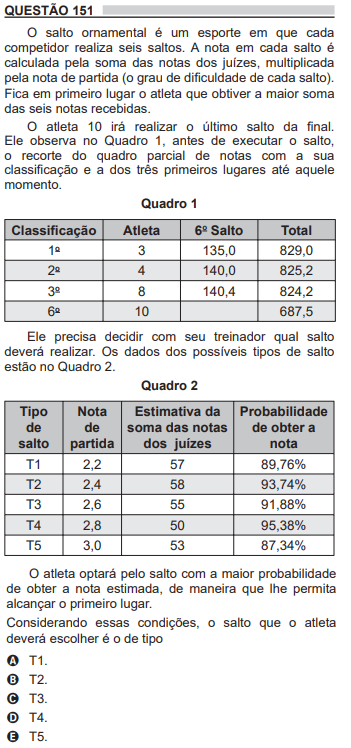 QUESTÃO 151
O salto ornamental é um esporte em que cada
competidor realiza seis saltos. A nota em cada salto é
calculada pela soma das notas dos juízes, multiplicada
pela nota de partida (o grau de dificuldade de cada salto).
Fica em primeiro lugar o atleta que obtiver a maior soma
das seis notas recebidas.
O atleta 10 irá realizar o último salto da final.
Ele observa no Quadro 1, antes de executar o salto,
o recorte do quadro parcial de notas com a sua
classificação e a dos três primeiros lugares até aquele
momento.
Quadro 1
Classificação Atleta 6º Salto Total
1º 3 135,0 829,0
2º 4 140,0 825,2
3º 8 140,4 824,2
6º 10 687,5
Ele precisa decidir com seu treinador qual salto
deverá realizar. Os dados dos possíveis tipos de salto
estão no Quadro 2.
Quadro 2
Tipo de salto Nota de partida Estimativa da soma das notas dos juízes Probabilidade de obter a nota
T1 2,2 57 89,76%
T2 2,4 58 93,74%
T3 2,6 55 91,88%
T4 2,8 50 95,38%
T5 3,0 53 87,34%
O atleta optará pelo salto com a maior probabilidade
de obter a nota estimada, de maneira que lhe permita
alcançar o primeiro lugar.
Considerando essas condições, o salto que o atleta
deverá escolher é o de tipo
A T1.
B T2.
C T3.
D T4.
E T5.